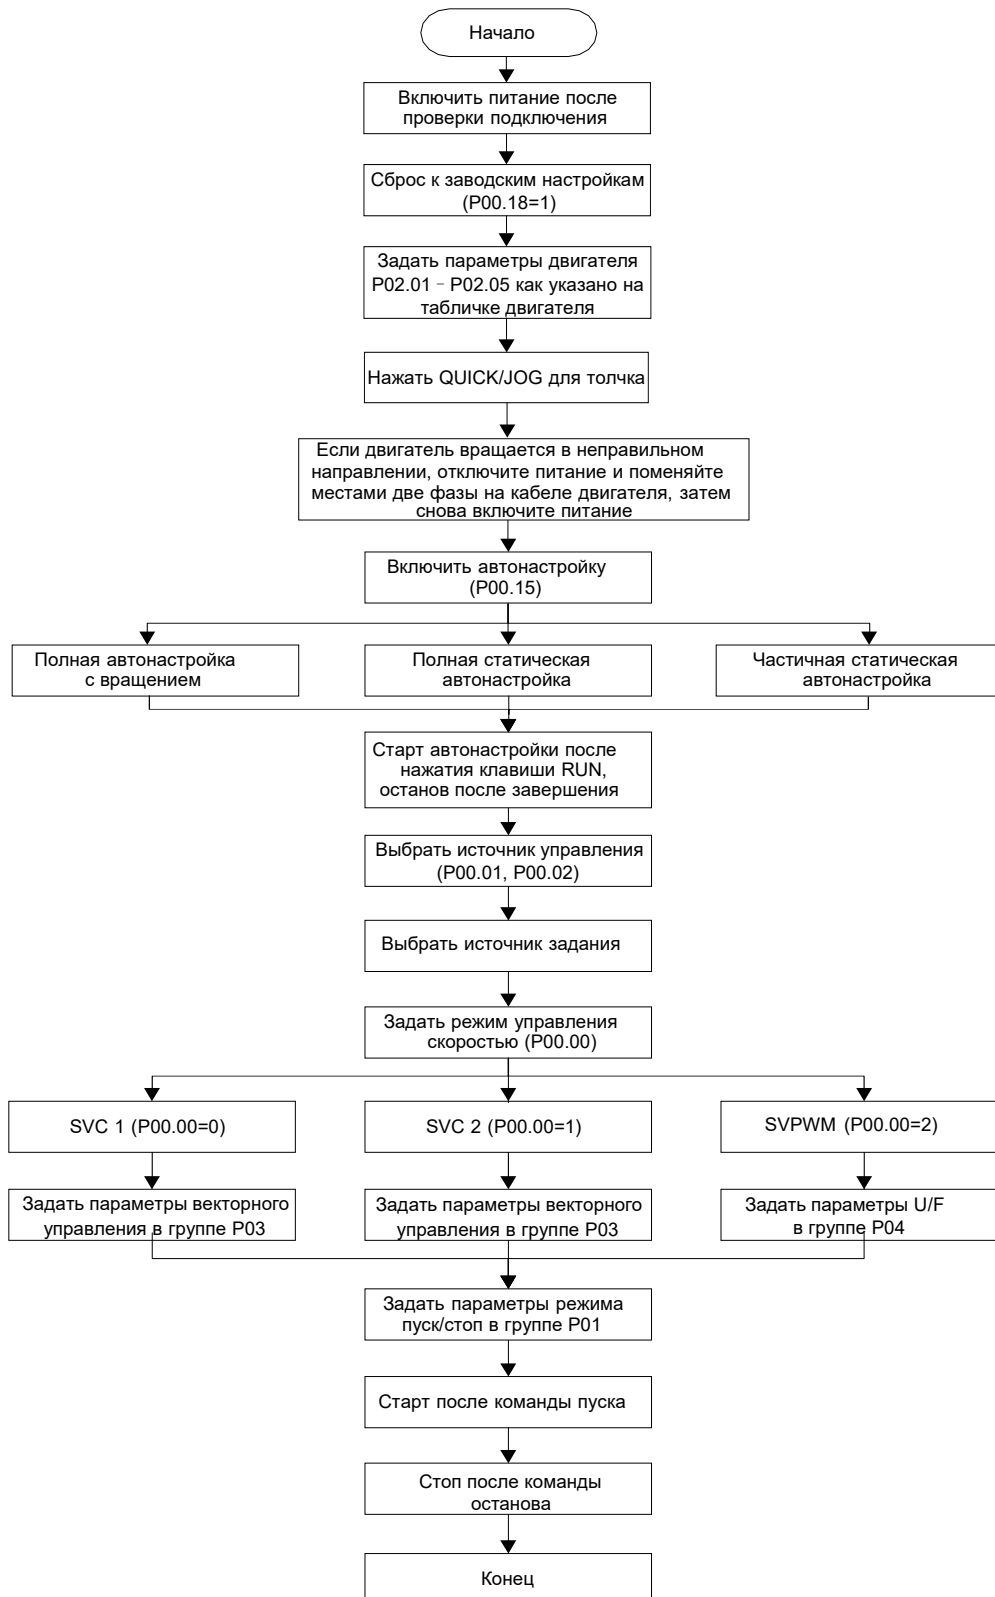 Начало
Включить питание после
проверки подключения
Сброс к заводским настройкам
(P00.18=1)
Задать параметры двигателя
P02.01 - P02.05 как указано на
табличке двигателя
Нажать QUICK/JOG для толчка
Если двигатель вращается в неправильном
направлении, отключите питание и поменяйте
местами две фазы на кабеле двигателя, затем
снова включите питание
Включить автонастройку
(P00.15)
Полная автонастройка
с вращением
Полная статическая
автонастройка
Частичная статическая
автонастройка
Старт автонастройки после
нажатия клавиши RUN,
останов после завершения
Выбрать источник управления
(P00.01, P00.02)
Выбрать источник задания
Задать режим управления
скоростью (P00.00)
SVC 1 (P00.00=0)
SVC 2 (P00.00=1)
SVPWM (P00.00=2)
Задать параметры векторного
управления в группе P03
Задать параметры векторного
управления в группе P03
Задать параметры U/F
в группе P04
Задать параметры режима
пуск/стоп в группе P01
Старт после команды пуска
Стоп после команды
останова
Конец